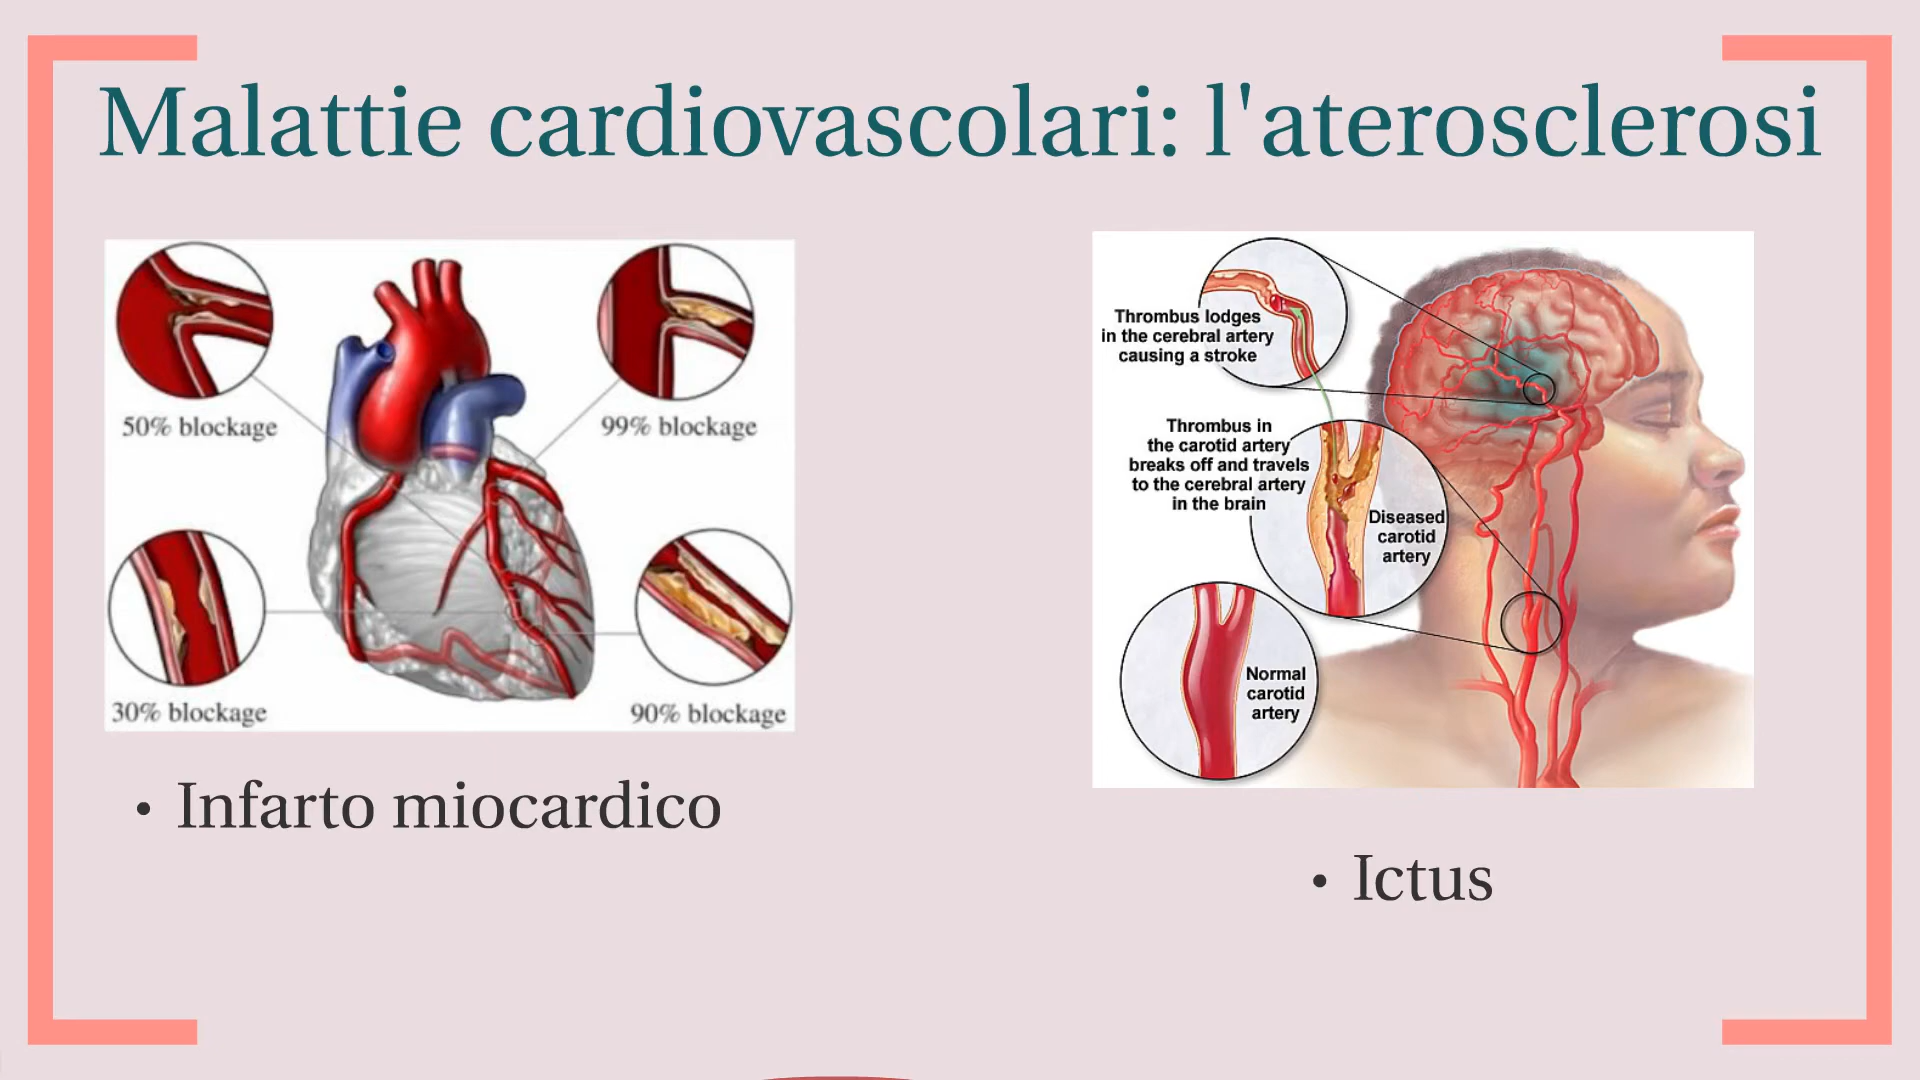 Malattie cardiovascolari: l'aterosclerosi
50% blockage
99% blockage
30% blockage
90% blockage
• Infarto miocardico
Thrombus lodges
in the cerebral artery
causing a stroke
Thrombus in
the carotid artery
breaks off and travels
to the cerebral artery
in the brain
Diseased
carotid
artery
Normal
carotid
artery
• Ictus